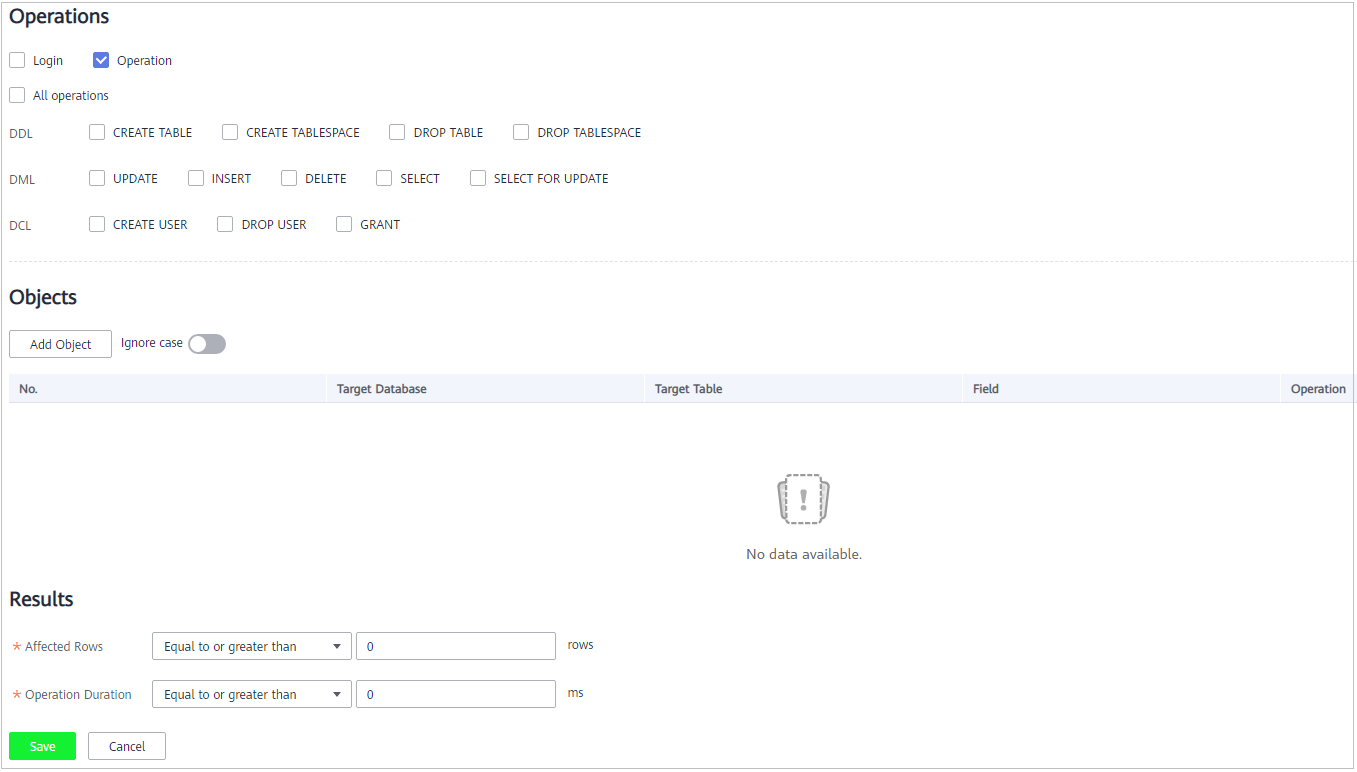 Operations
Login Operation
All operations
DDL CREATE TABLE CREATE TABLESPACE DROP TABLE DROP TABLESPACE
DML UPDATE INSERT DELETE SELECT SELECT FOR UPDATE
DCL CREATE USER DROP USER GRANT
Objects
Add Object Ignore case
No. Target Database Target Table Field Operation
No data available.
Results
* Affected Rows Equal to or greater than 0 rows
* Operation Duration Equal to or greater than 0 ms
Save Cancel